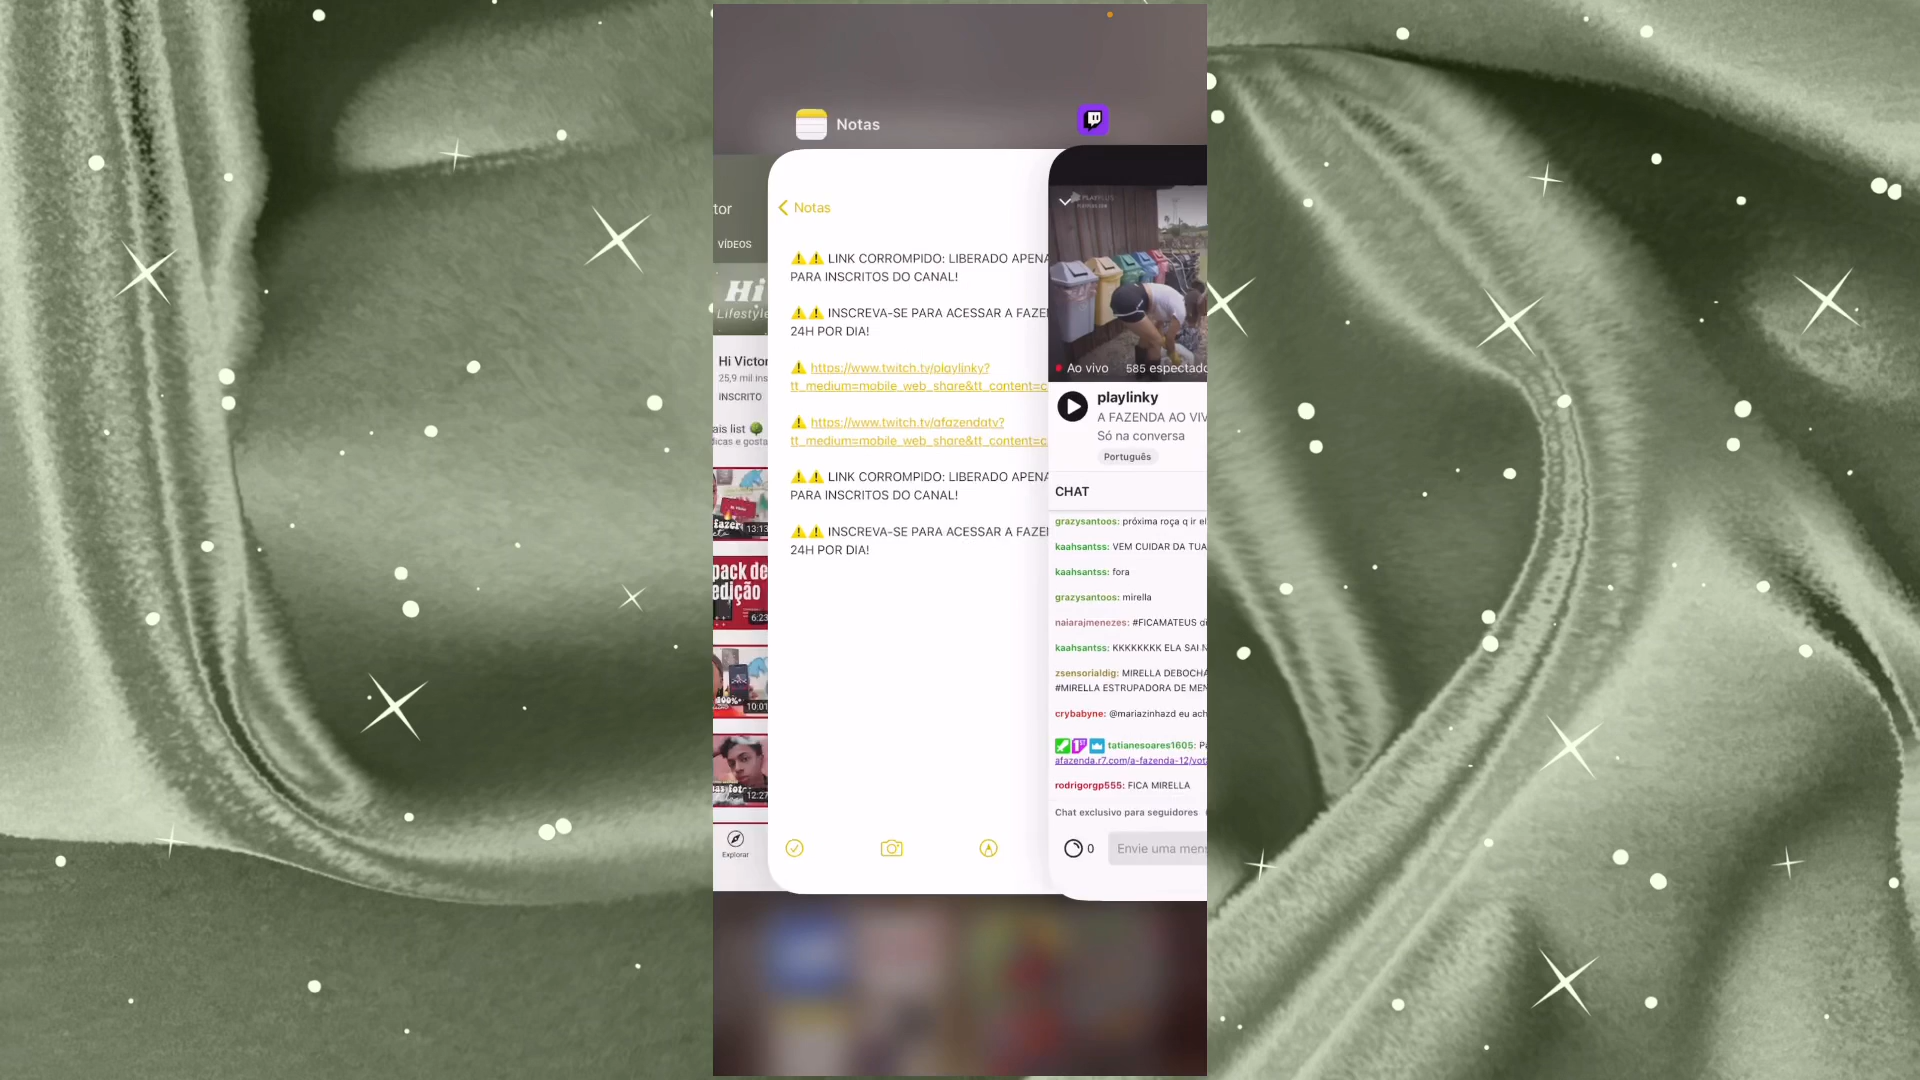 Notas
tor
VÍDEOS
Hi
Lifestyle
Hi Victor
25,9 mil ins
INSCRITO
ais list
dicas e gosta
fazer
13:13
pack de
edição
6:23
100%
10:01
12:27
Explorar
Notas
⚠️⚠️ LINK CORROMPIDO: LIBERADO APENA
PARA INSCRITOS DO CANAL!
⚠️⚠️ INSCREVA-SE PARA ACESSAR A FAZE
24H POR DIA!
⚠️ https://www.twitch.tv/playlinky?
tt_medium=mobile_web_share&tt_content=c
⚠️ https://www.twitch.tv/afazendatv?
tt_medium=mobile_web_share&tt_content=c
⚠️⚠️ LINK CORROMPIDO: LIBERADO APENA
PARA INSCRITOS DO CANAL!
⚠️⚠️ INSCREVA-SE PARA ACESSAR A FAZE
24H POR DIA!
PLAYPLUS
Ao vivo 585 espectado
playlinky
A FAZENDA AO VIV
Só na conversa
Português
CHAT
grazysantoos: próxima roça q ir el
kaahsantss: VEM CUIDAR DA TUA
kaahsantss: fora
grazysantoos: mirella
naiarajmenezes: #FICAMATEUS
kaahsantss: KKKKKKKK ELA SAI
zsensorialdig: MIRELLA DEBOCHA
#MIRELLA ESTRUPADORA DE MEN
crybabyne: @mariazinhazd eu ach
tatianesoares1605: Pa
afazenda.r7.com/a-fazenda-12/vot
rodrigorgp555: FICA MIRELLA
Chat exclusivo para seguidores
0
Envie uma mens